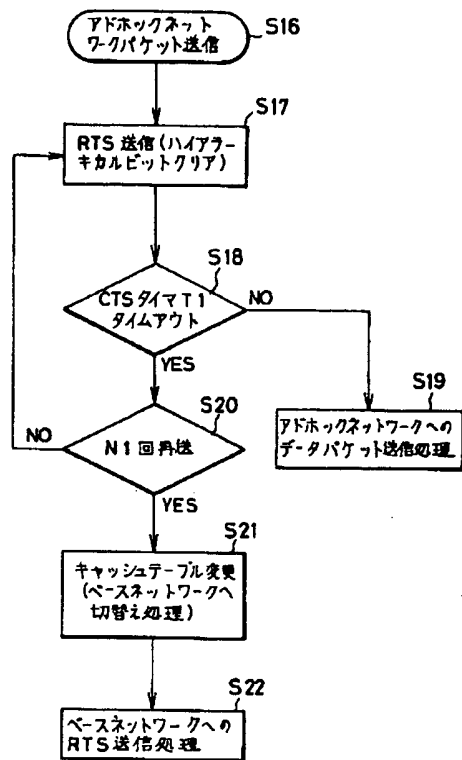 アドホックネット
ワークパケット送信
S16
S17
RTS送信(ハイアラー
キカルビットクリア)
S18
CTSタイマT1
タイムアウト
NO
YES
S19
アドホックネットワークへの
データパケット送信処理
S20
NO
N1回再送
YES
S21
キャッシュテーブル変更
(ベースネットワークへ
切替え処理)
S22
ベースネットワークへの
RTS送信処理